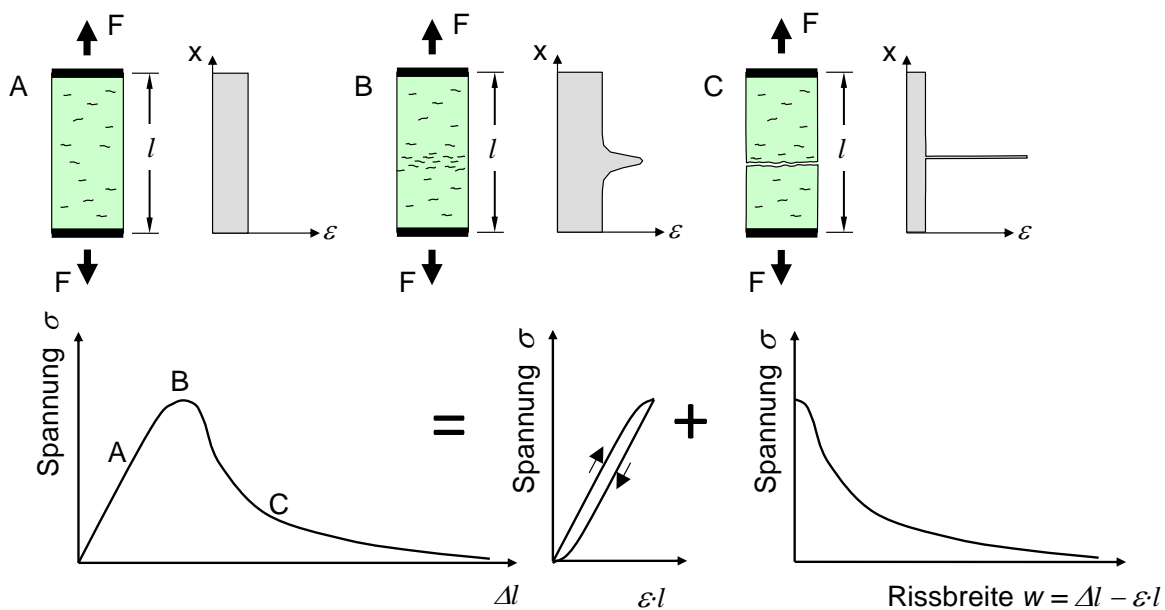 F
F
F
A
x
l
ε
B
x
l
ε
C
x
l
ε
F
F
F
Spannung σ
A
B
C
Δl
=
Spannung σ
ε·l
+
Spannung σ
Rissbreite w = Δl – ε·l